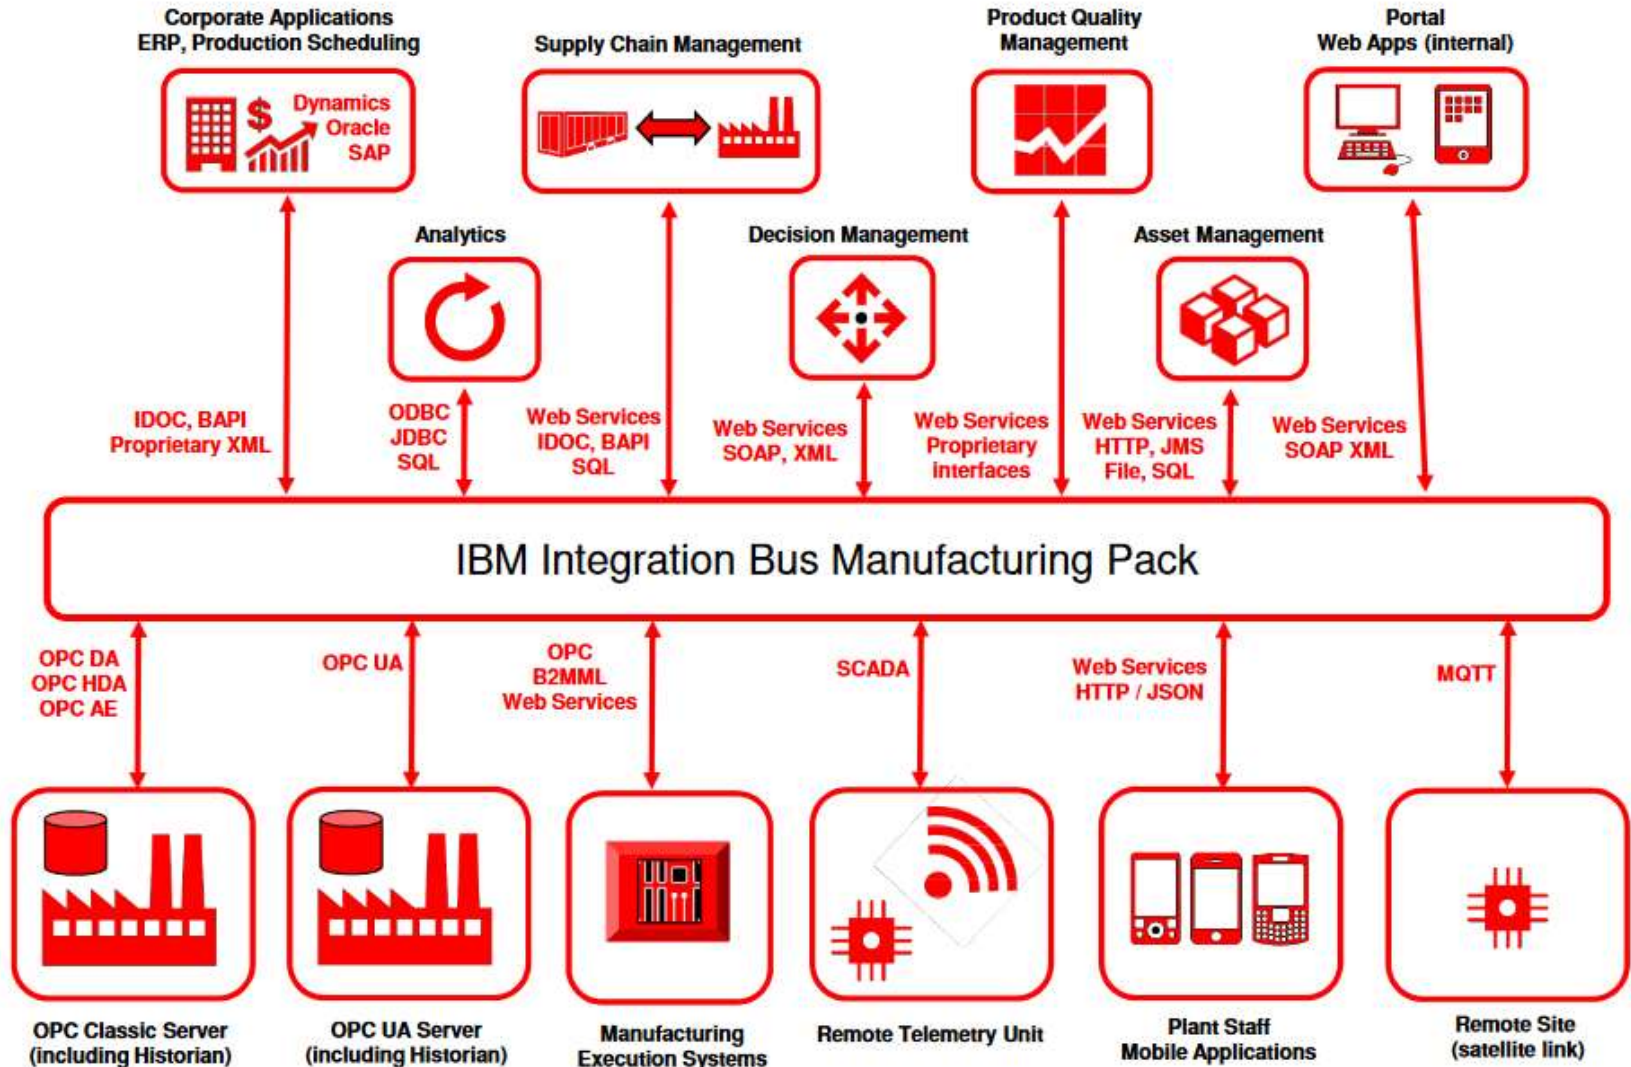 Corporate Applications
ERP, Production Scheduling
Supply Chain Management
Product Quality
Management
Portal
Web Apps (internal)
$
Dynamics
Oracle
SAP
Analytics
Decision Management
Asset Management
IDOC, BAPI
Proprietary XML
ODBC
JDBC
SQL
Web Services
IDOC, BAPI
SQL
Web Services
SOAP, XML
Web Services
Proprietary
interfaces
Web Services
HTTP, JMS
File, SQL
Web Services
SOAP XML
IBM Integration Bus Manufacturing Pack
OPC DA
OPC HDA
OPC AE
OPC UA
OPC
B2MML
Web Services
SCADA
Web Services
HTTP / JSON
MQTT
OPC Classic Server
(including Historian)
OPC UA Server
(including Historian)
Manufacturing
Execution Systems
Remote Telemetry Unit
Plant Staff
Mobile Applications
Remote Site
(satellite link)